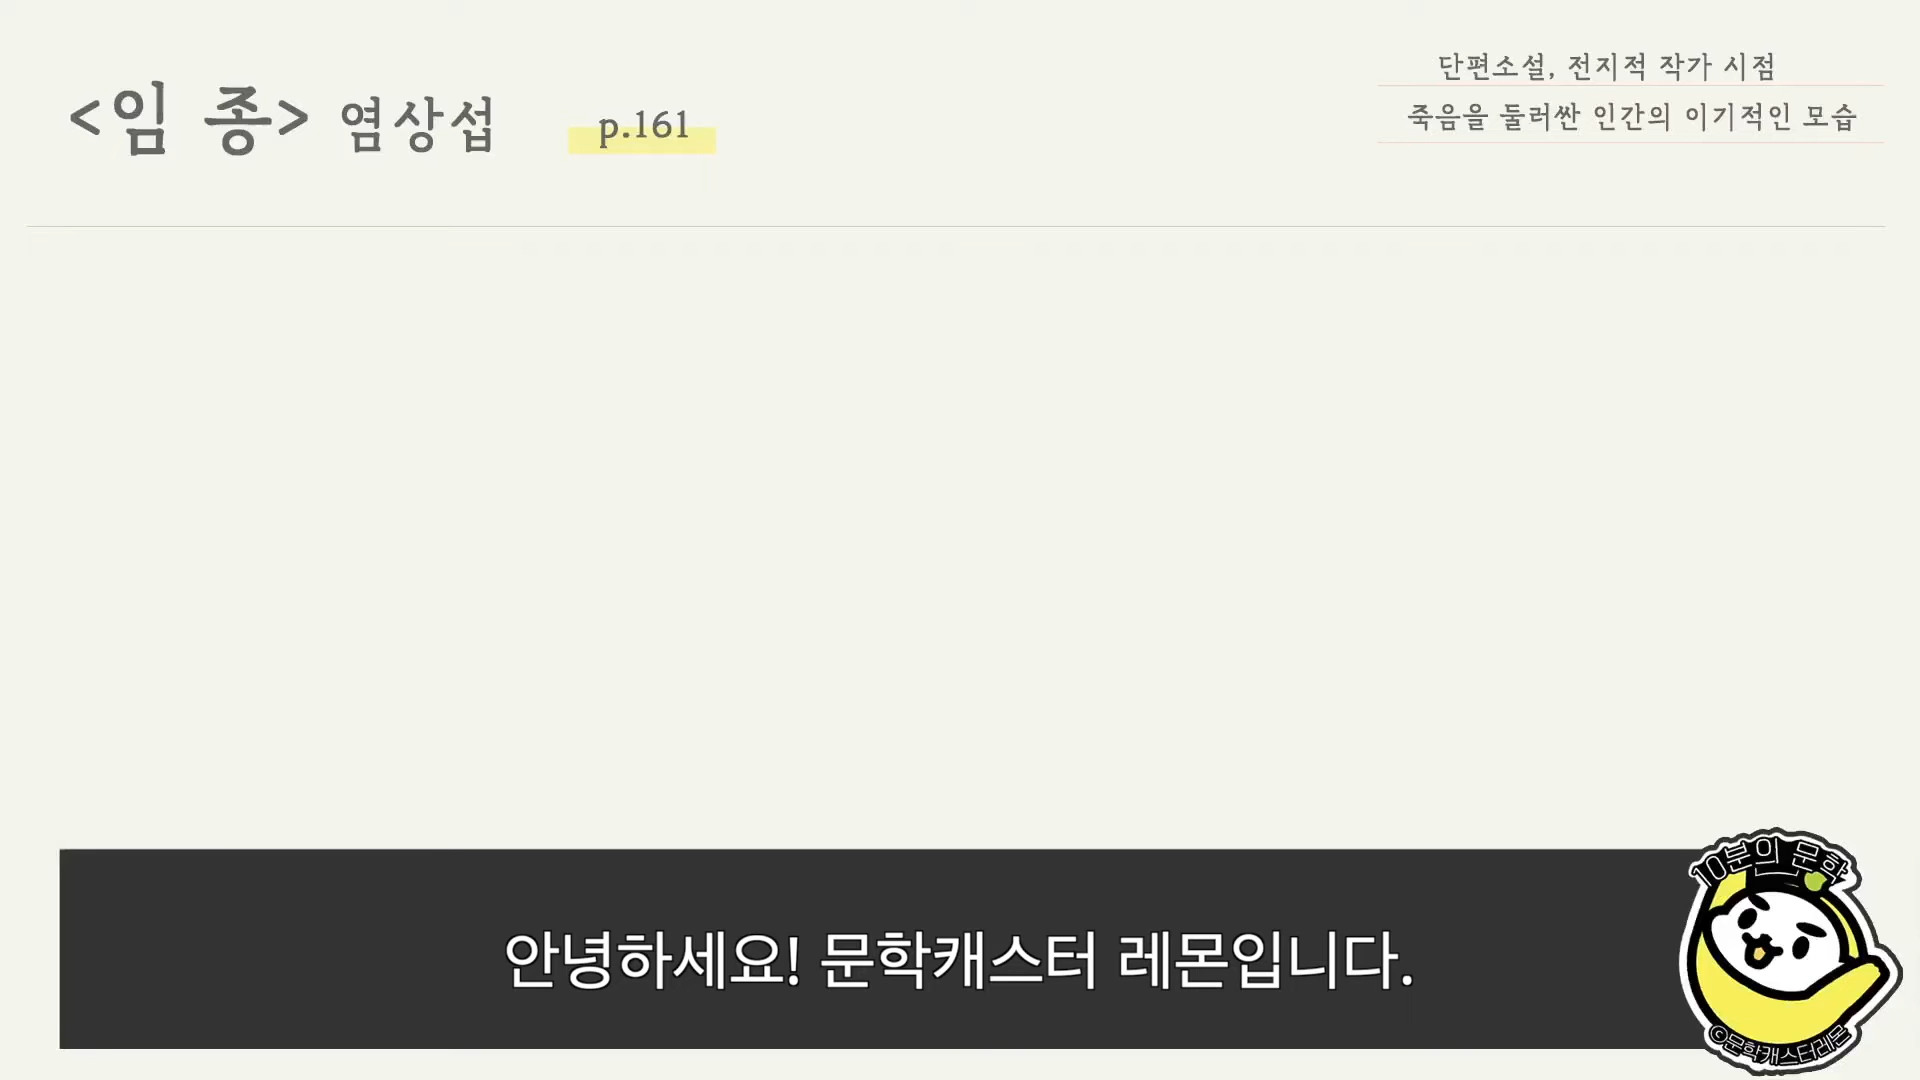 <임 종> 염상섭 p.161
단편소설, 전지적 작가 시점
죽음을 둘러싼 인간의 이기적인 모습
안녕하세요! 문학캐스터 레몬입니다.
10분의 문학
©문학캐스터레몬